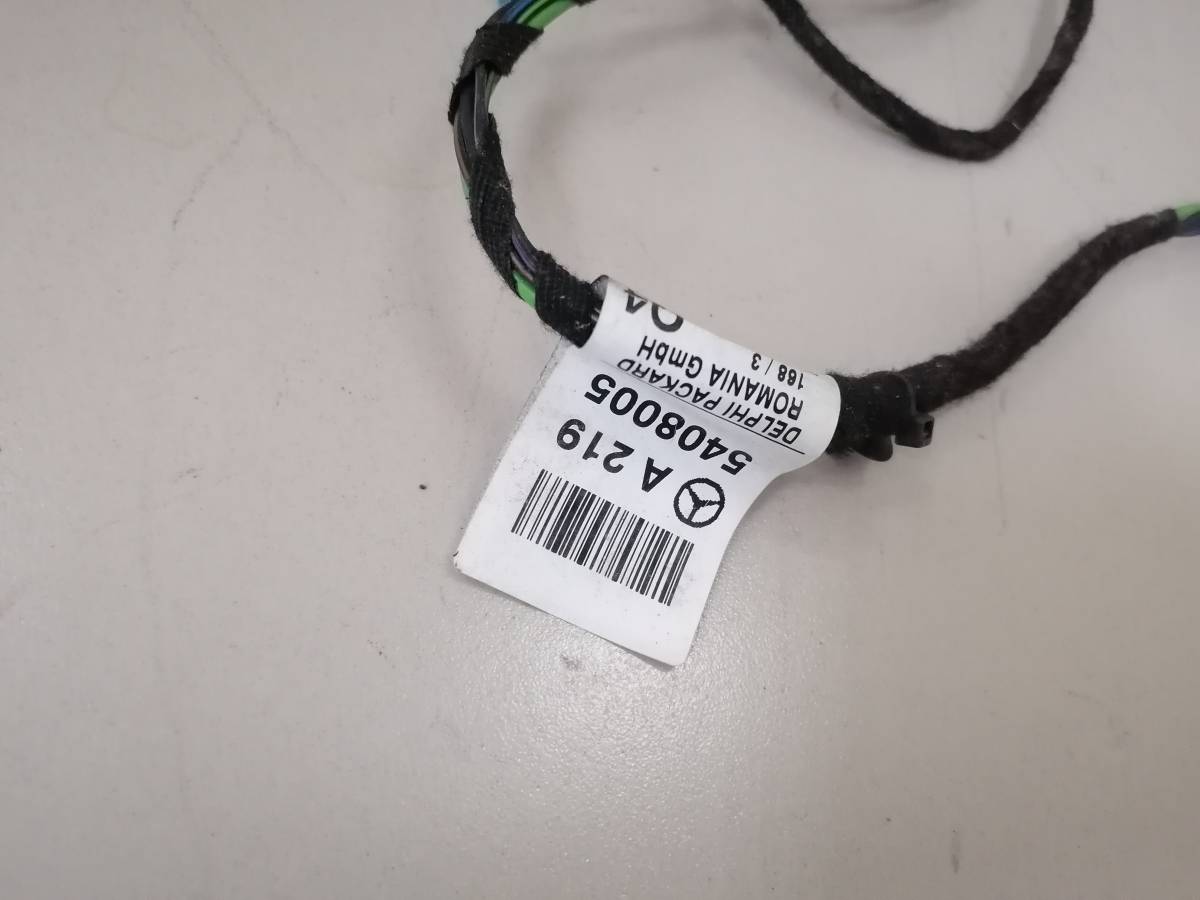 A 219
5408005
DELPHI PACKARD
ROMANIA GmbH
168 / 3